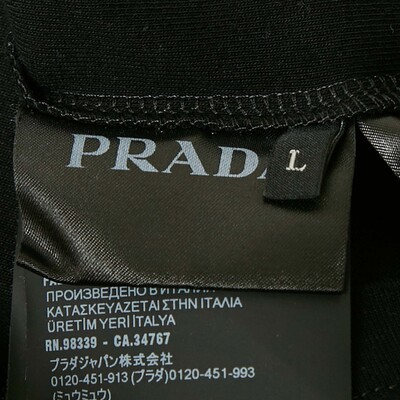 PRADA
L
ПРОИЗВЕДЕНО В ИТАЛИИ
ΚΑΤΑΣΚΕΥΑΖΕΤΑΙ ΣΤΗΝ ΙΤΑΛΙΑ
ÜRETİM YERİ İTALYA
RN.98339 - CA.34767
プラダジャパン株式会社
0120-451-913 (プラダ)/0120-451-993
(ミュウミュウ)